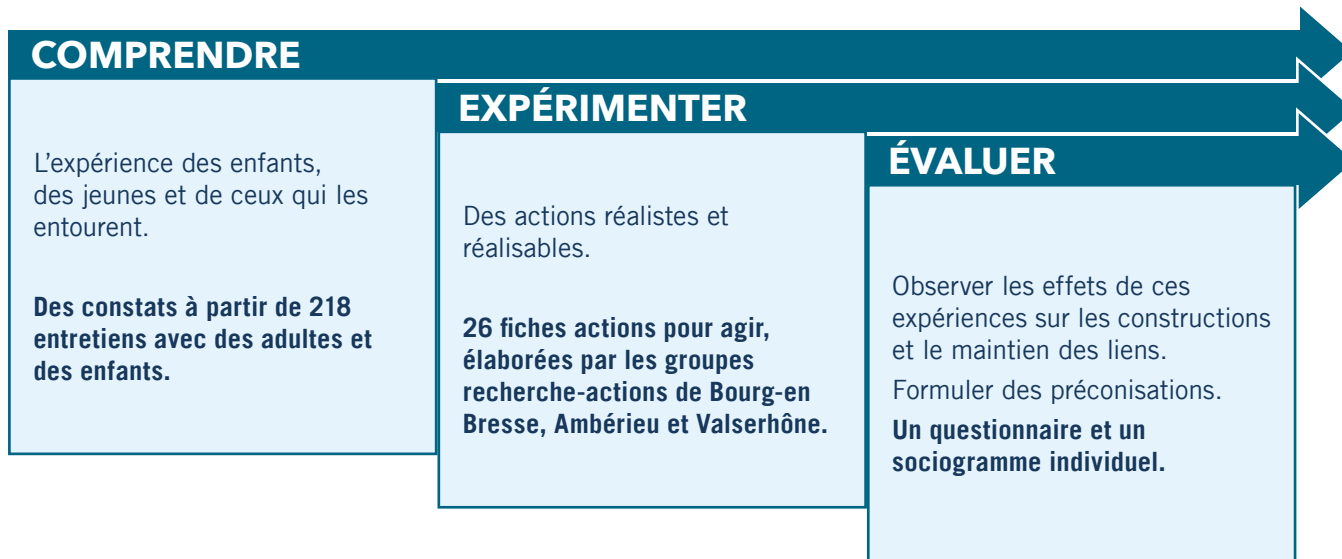 COMPRENDRE
L’expérience des enfants,
des jeunes et de ceux qui les
entourent.
Des constats à partir de 218
entretiens avec des adultes et
des enfants.
EXPÉRIMENTER
Des actions réalistes et
réalisables.
26 fiches actions pour agir,
élaborées par les groupes
recherche-actions de Bourg-en
Bresse, Ambérieu et Valserhône.
ÉVALUER
Observer les effets de ces
expériences sur les constructions
et le maintien des liens.
Formuler des préconisations.
Un questionnaire et un
sociogramme individuel.